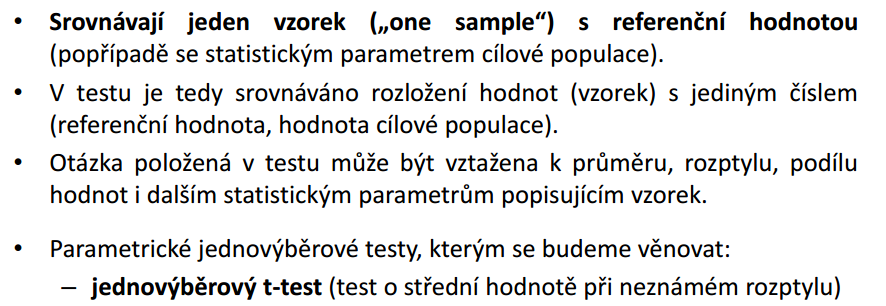 • Srovnávají jeden vzorek („one sample“) s referenční hodnotou
(popřípadě se statistickým parametrem cílové populace).
• V testu je tedy srovnáváno rozložení hodnot (vzorek) s jediným číslem
(referenční hodnota, hodnota cílové populace).
• Otázka položená v testu může být vztažena k průměru, rozptylu, podílu
hodnot i dalším statistickým parametrům popisujícím vzorek.
• Parametrické jednovýběrové testy, kterým se budeme věnovat:
– jednovýběrový t-test (test o střední hodnotě při neznámém rozptylu)